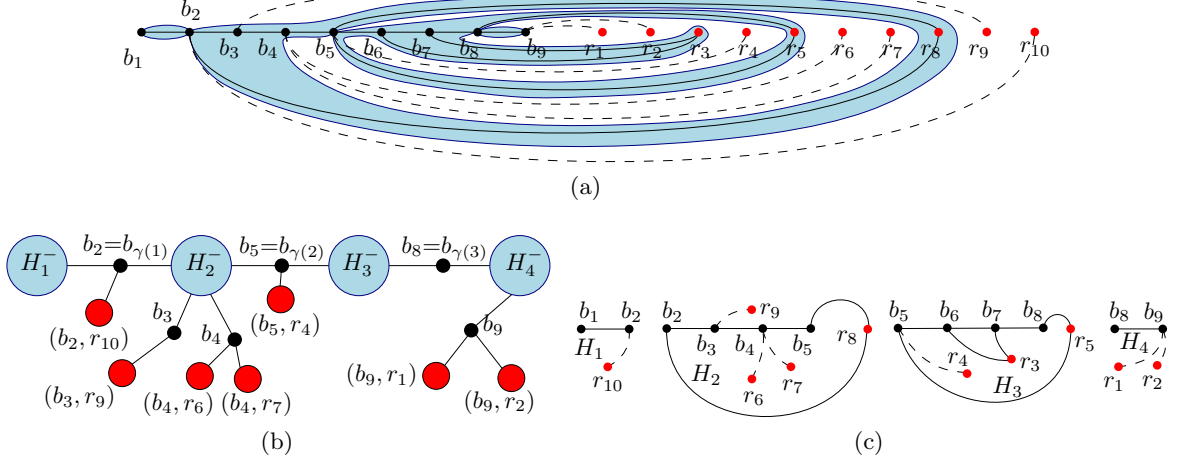 b₂
b₁ b₃ b₄ b₅ b₆ b₇ b₈ b₉ r₁ r₂ r₃ r₄ r₅ r₆ r₇ r₈ r₉ r₁₀
(a)
b₂=b_γ(1) b₅=b_γ(2) b₈=b_γ(3)
H₁⁻ H₂⁻ H₃⁻ H₄⁻
b₃ b₄ b₉
(b₂, r₁₀) (b₅, r₄)
(b₃, r₉) (b₄, r₆) (b₄, r₇) (b₉, r₁) (b₉, r₂)
(b)
b₁ b₂ b₂ r₉ b₅ b₆ b₇ b₈ b₈ b₉
H₁ b₃ b₄ b₅ r₈ r₄ r₃ r₅ H₄
r₁₀ H₂ r₆ r₇ H₃ r₁ r₂
(c)